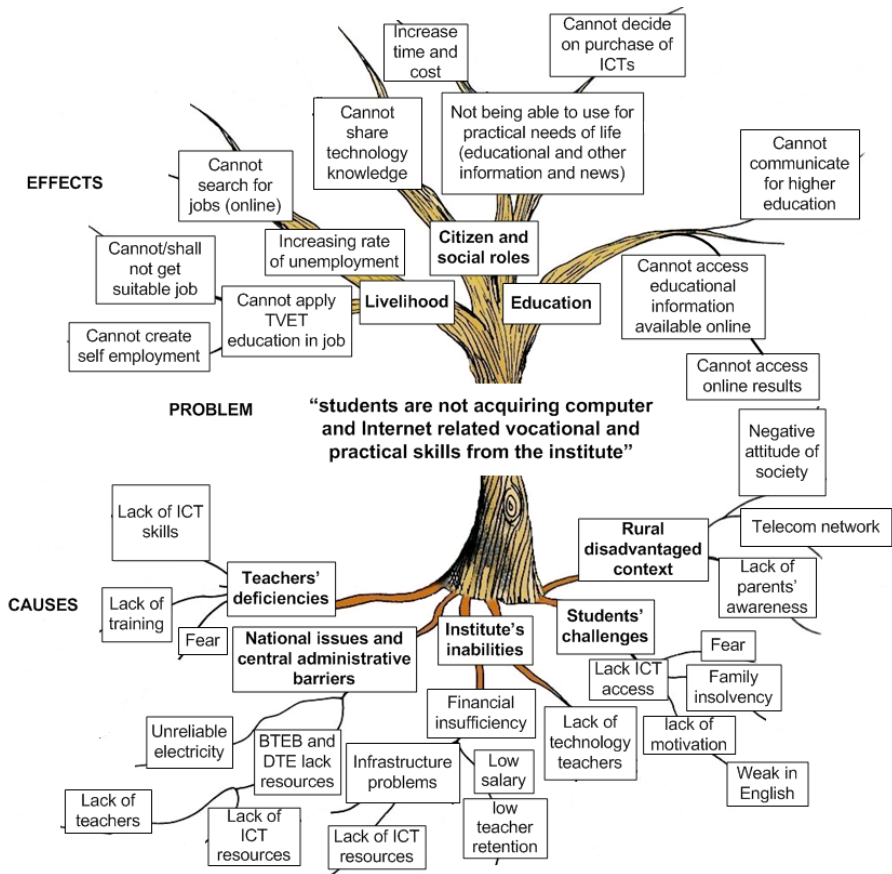 Increase
time and
cost
Cannot decide
on purchase of
ICTs
Cannot
share
technology
knowledge
Not being able to use for
practical needs of life
(educational and other
information and news)
Cannot
communicate
for higher
education
EFFECTS
Cannot
search for
jobs (online)
Increasing rate
of unemployment
Citizen and
social roles
Cannot/shall
not get
suitable job
Cannot apply
TVET
education in job
Livelihood
Education
Cannot access
educational
information
available online
Cannot create
self employment
Cannot access
online results
PROBLEM
“students are not acquiring computer
and Internet related vocational and
practical skills from the institute”
Negative
attitude of
society
Lack of ICT
skills
Rural
disadvantaged
context
Telecom network
Teachers’
deficiencies
Lack of
parents’
awareness
CAUSES
Lack of
training
Fear
National issues and
central administrative
barriers
Institute’s
inabilities
Students’
challenges
Fear
Lack ICT
access
Family
insolvency
Financial
insufficiency
Lack of
technology
teachers
lack of
motivation
Unreliable
electricity
BTEB and
DTE lack
resources
Infrastructure
problems
Low
salary
Weak in
English
Lack of
teachers
Lack of
ICT
resources
Lack of ICT
resources
low
teacher
retention